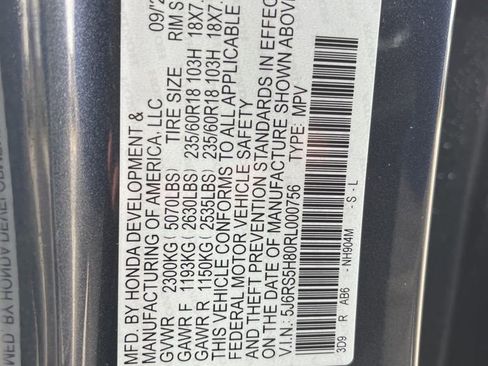 MFD. BY HONDA DEVELOPMENT & 09/2
MANUFACTURING OF AMERICA, LLC
TIRE SIZE RIM S
GVWR 2300KG ( 5070LBS)
GAWR F 1193KG ( 2630LBS) 235/60R18 103H 18X7.
GAWR R 1150KG ( 2535LBS) 235/60R18 103H 18X7.
THIS VEHICLE CONFORMS TO ALL APPLICABLE
FEDERAL MOTOR VEHICLE SAFETY
AND THEFT PREVENTION STANDARDS IN EFFEC
ON THE DATE OF MANUFACTURE SHOWN ABOV
V.I.N.: 5J6RS5H80RL000756 TYPE: MPV
3D9 R AB6 - NH904M - S - L